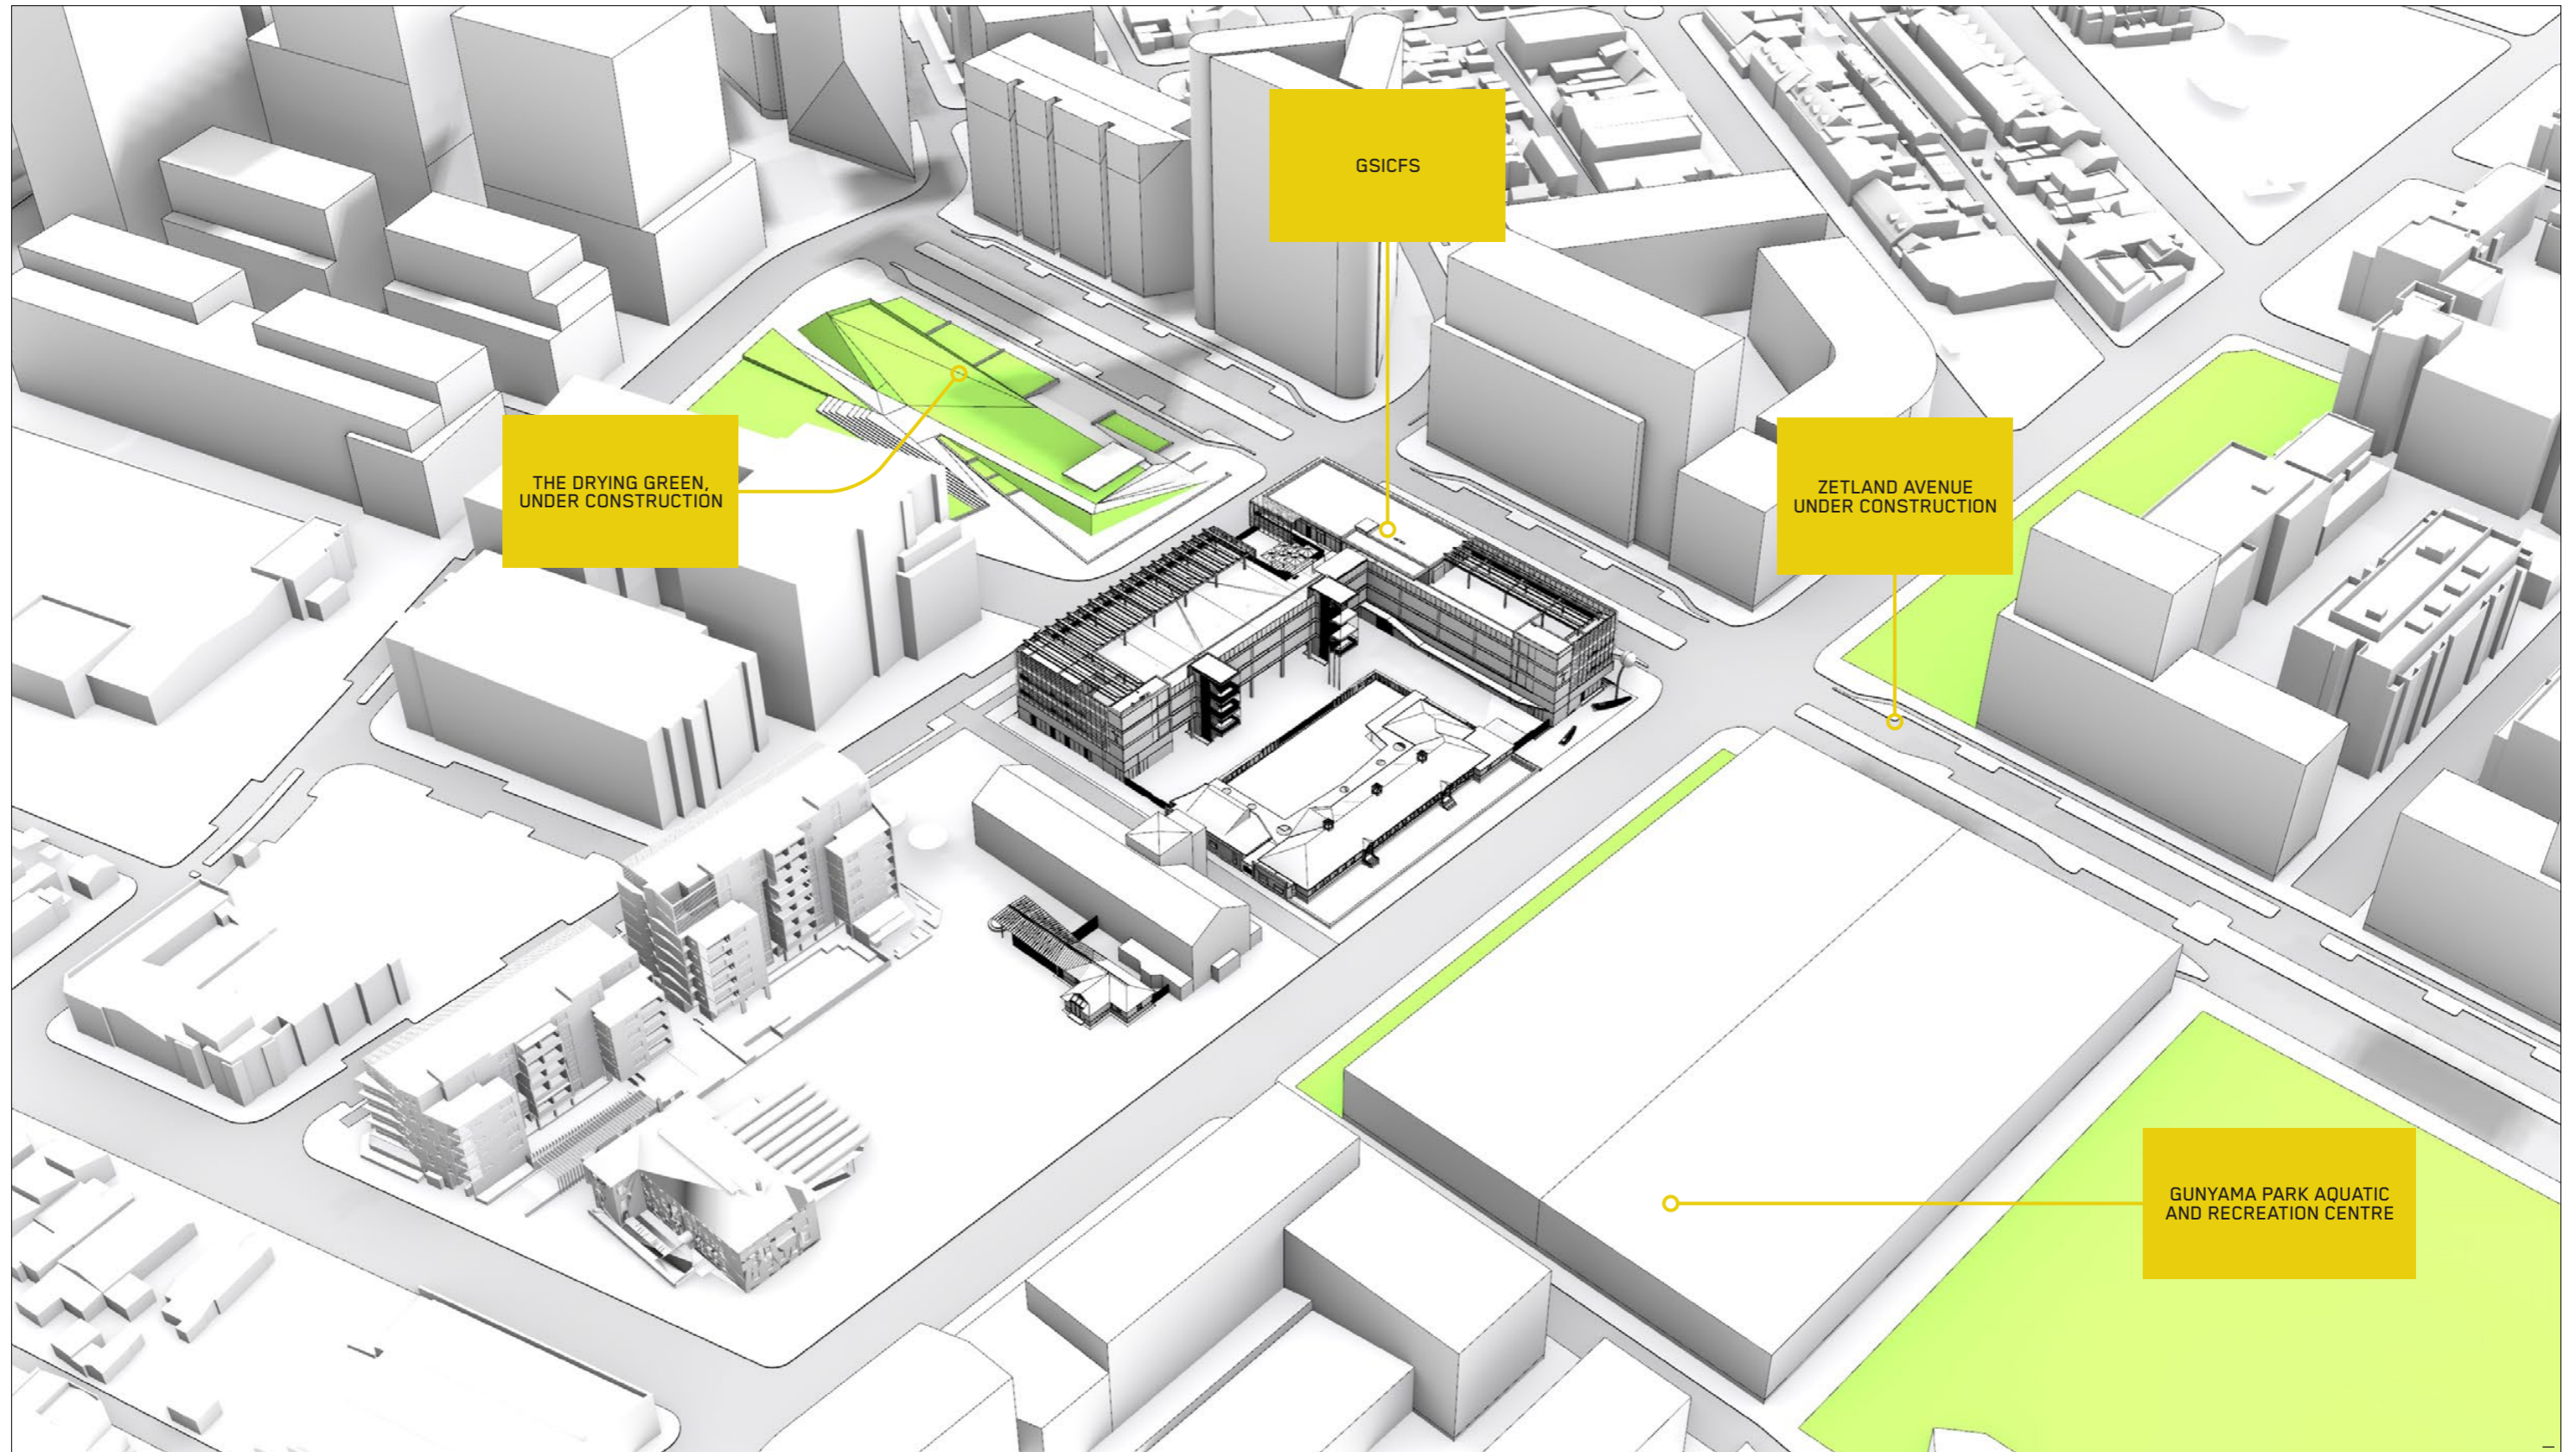 GSICFS
THE DRYING GREEN,
UNDER CONSTRUCTION
ZETLAND AVENUE
UNDER CONSTRUCTION
GUNYAMA PARK AQUATIC
AND RECREATION CENTRE